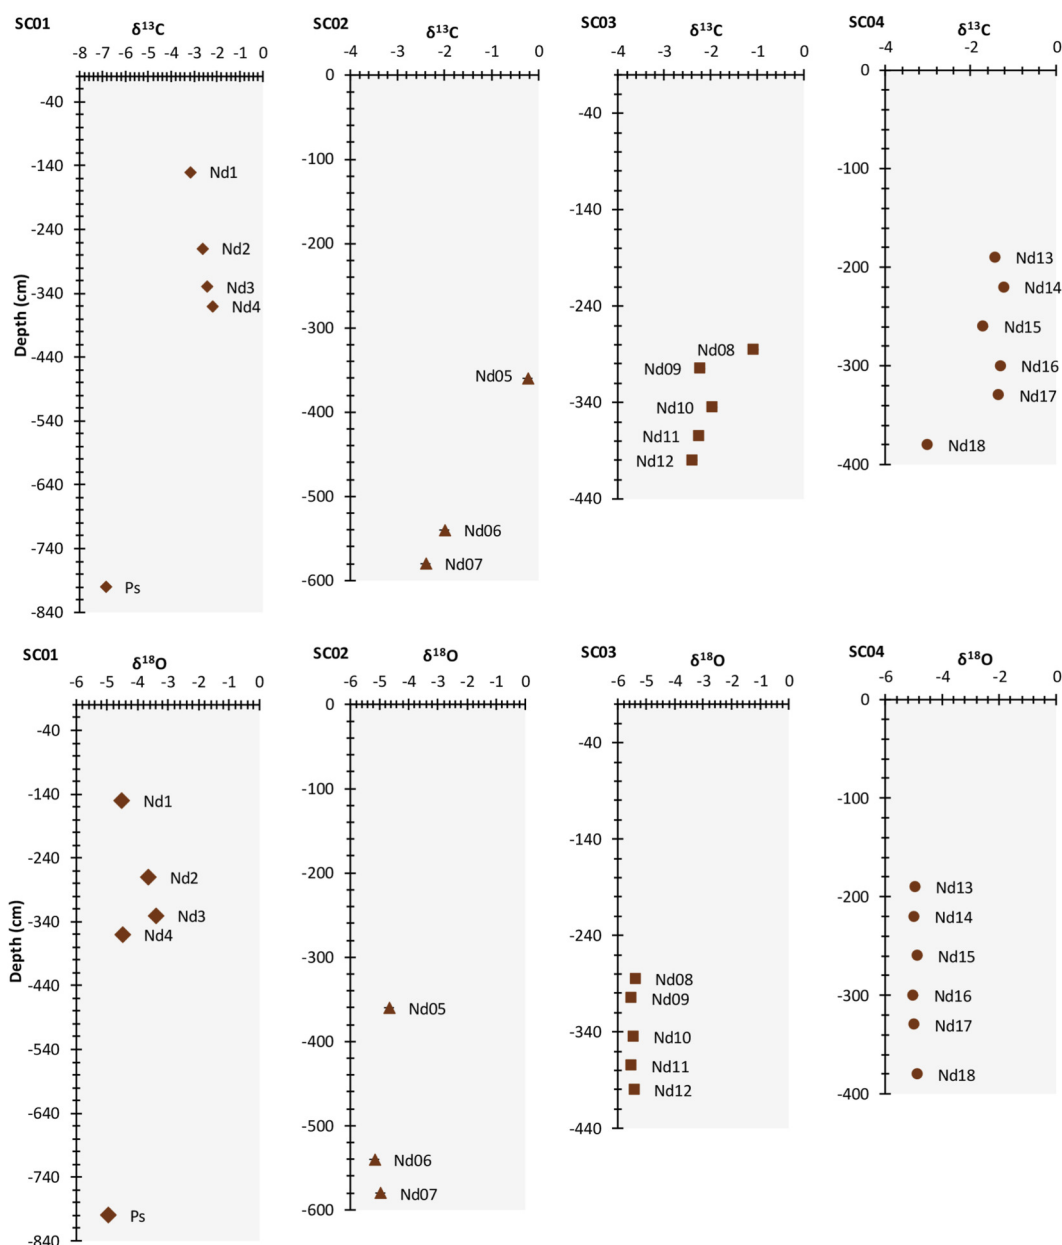 SC01
δ¹³C
-8 -7 -6 -5 -4 -3 -2 -1 0
-40
-140
-240
-340
-440
-540
-640
-740
-840
Depth (cm)
Nd1
Nd2
Nd3
Nd4
Ps
SC02
δ¹³C
-4 -3 -2 -1 0
0
-100
-200
-300
-400
-500
-600
Nd05
Nd06
Nd07
SC03
δ¹³C
-4 -3 -2 -1 0
-40
-140
-240
-340
-440
Nd08
Nd09
Nd10
Nd11
Nd12
SC04
δ¹³C
-4 -2 0
0
-100
-200
-300
-400
Nd13
Nd14
Nd15
Nd16
Nd17
Nd18
SC01
δ¹⁸O
-6 -5 -4 -3 -2 -1 0
-40
-140
-240
-340
-440
-540
-640
-740
-840
Depth (cm)
Nd1
Nd2
Nd3
Nd4
Ps
SC02
δ¹⁸O
-6 -5 -4 -3 -2 -1 0
0
-100
-200
-300
-400
-500
-600
Nd05
Nd06
Nd07
SC03
δ¹⁸O
-6 -5 -4 -3 -2 -1 0
-40
-140
-240
-340
-440
Nd08
Nd09
Nd10
Nd11
Nd12
SC04
δ¹⁸O
-6 -4 -2 0
0
-100
-200
-300
-400
Nd13
Nd14
Nd15
Nd16
Nd17
Nd18